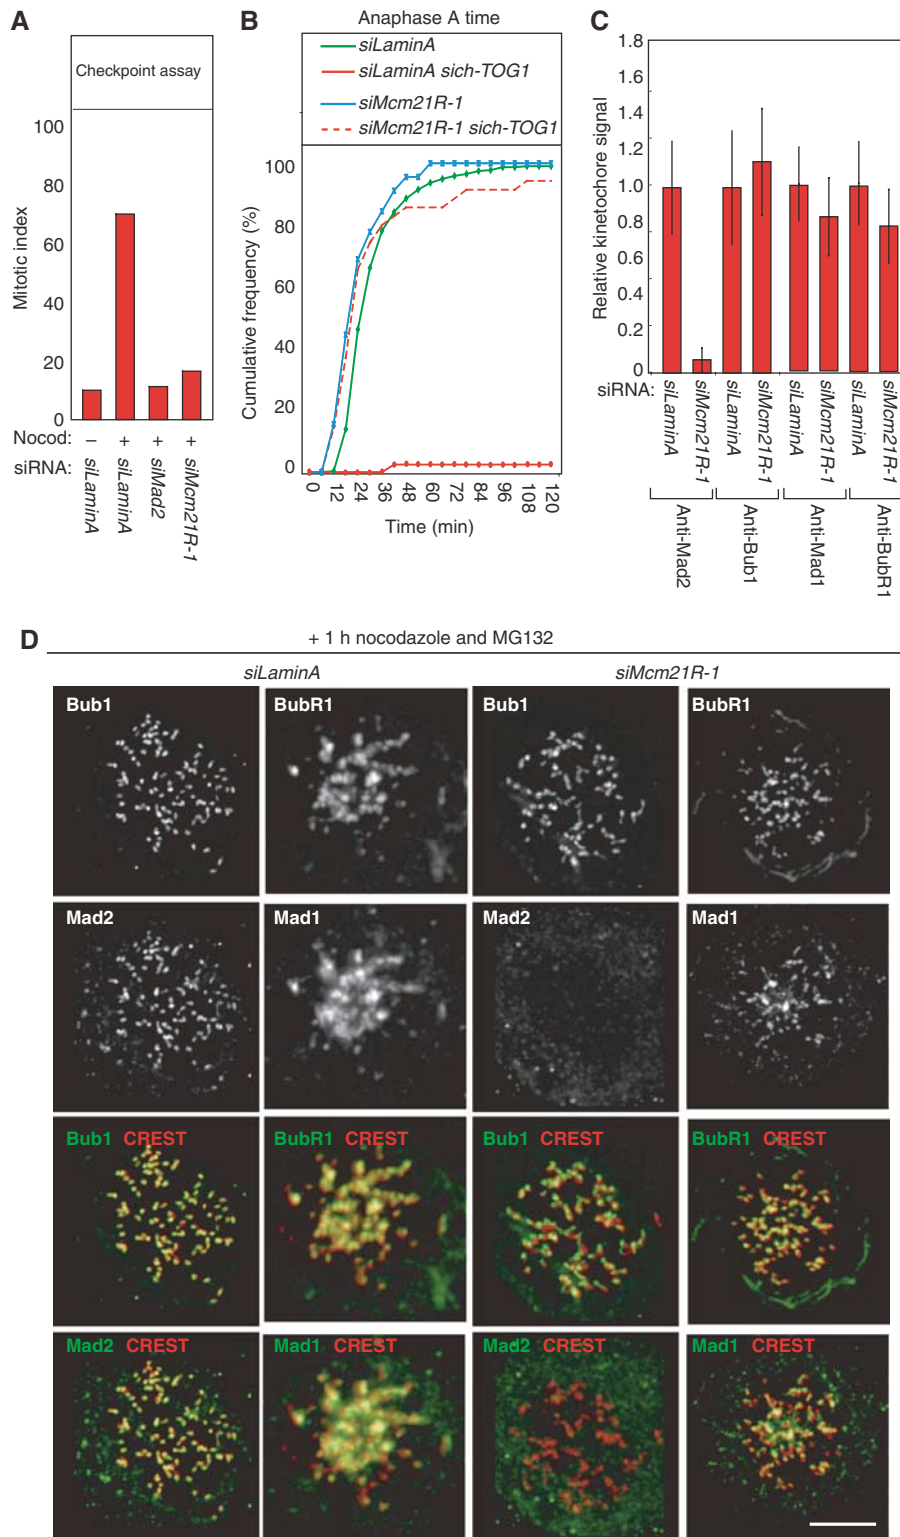 A
Checkpoint assay
Mitotic index
100
80
60
40
20
0
Nocod: – + + +
siRNA: siLaminA siLaminA siMad2 siMcm21R-1
B
Anaphase A time
siLaminA
siLaminA sich-TOG1
siMcm21R-1
siMcm21R-1 sich-TOG1
Cumulative frequency (%)
100
80
60
40
20
0
0 12 24 36 48 60 72 84 96 108 120
Time (min)
C
Relative kinetochore signal
1.8
1.6
1.2
1.0
0.8
0.6
0.4
0.2
0
siRNA: siLaminA siMcm21R-1 siLaminA siMcm21R-1 siLaminA siMcm21R-1 siLaminA siMcm21R-1
Anti-Mad2 Anti-Bub1 Anti-Mad1 Anti-BubR1
D
+ 1 h nocodazole and MG132
siLaminA siMcm21R-1
Bub1 BubR1 Bub1 BubR1
Mad2 Mad1 Mad2 Mad1
Bub1 CREST BubR1 CREST Bub1 CREST BubR1 CREST
Mad2 CREST Mad1 CREST Mad2 CREST Mad1 CREST